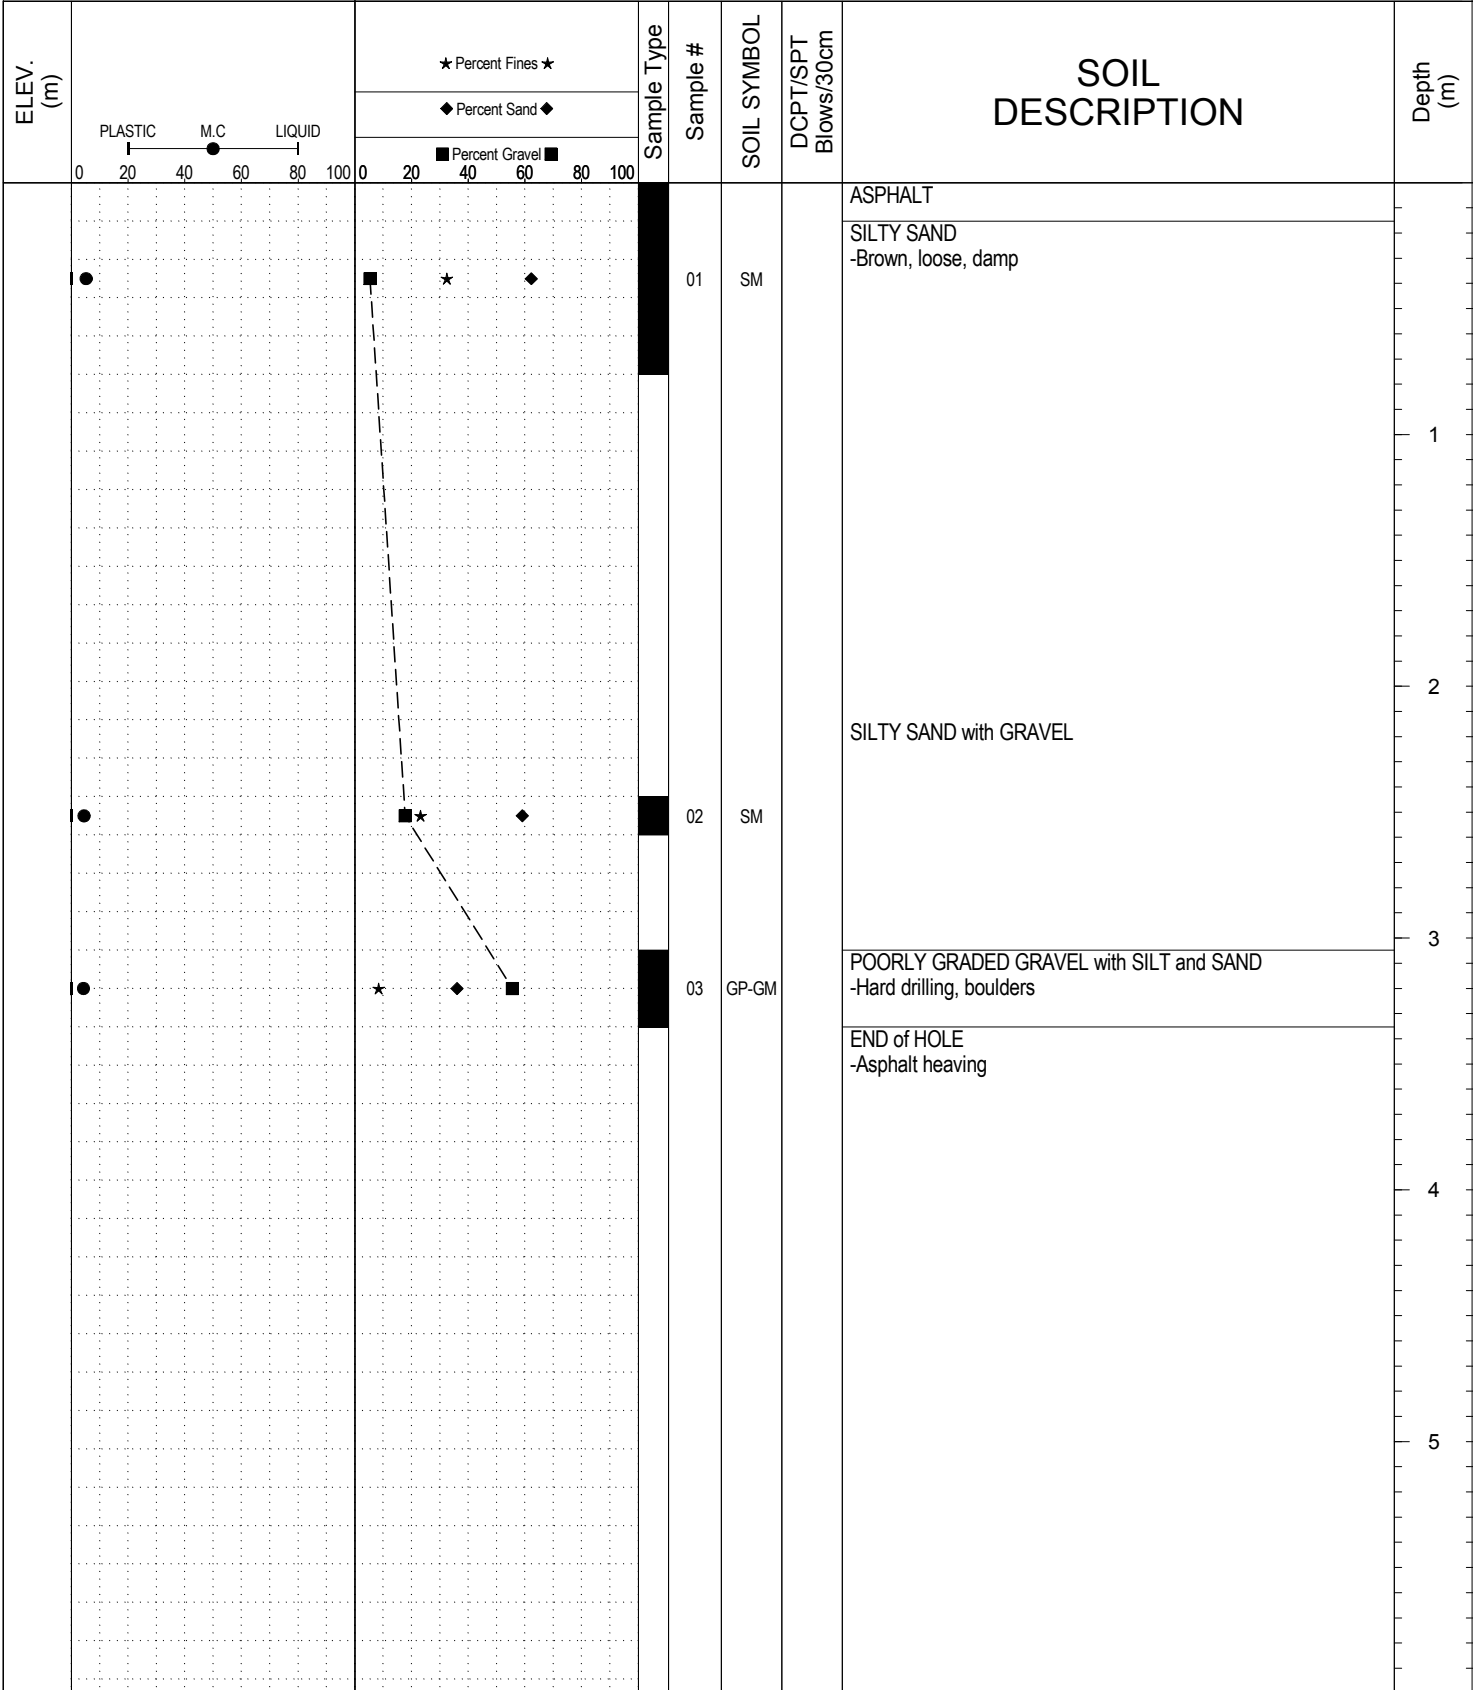 ELEV.
(m)
PLASTIC M.C LIQUID
0 20 40 60 80 100
★ Percent Fines ★
◆ Percent Sand ◆
■ Percent Gravel ■
0 20 40 60 80 100
Sample Type
Sample #
SOIL SYMBOL
DCPT/SPT
Blows/30cm
SOIL
DESCRIPTION
Depth
(m)
ASPHALT
SILTY SAND
-Brown, loose, damp
01 SM
1
2
SILTY SAND with GRAVEL
02 SM
3
POORLY GRADED GRAVEL with SILT and SAND
-Hard drilling, boulders
03 GP-GM
END of HOLE
-Asphalt heaving
4
5